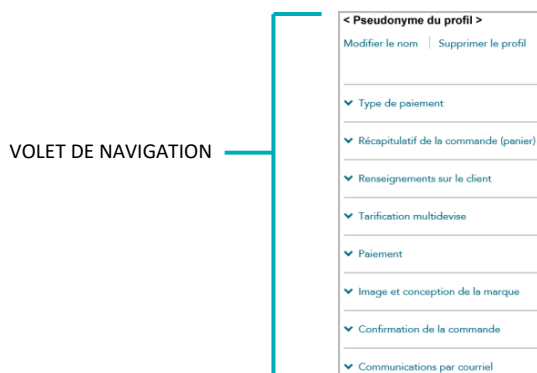 < Pseudonyme du profil >
Modifier le nom | Supprimer le profil
Type de paiement
VOLET DE NAVIGATION
Récapitulatif de la commande (panier)
Renseignements sur le client
Tarification multidevise
Paiement
Image et conception de la marque
Confirmation de la commande
Communications par courriel